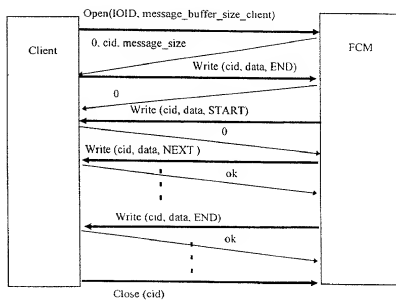 Open(IOID, message_buffer_size_client)
Client
FCM
0, cid, message_size
Write (cid, data, END)
0
Write (cid, data, START)
0
Write (cid, data, NEXT )
ok
Write (cid, data, END)
ok
Close (cid)